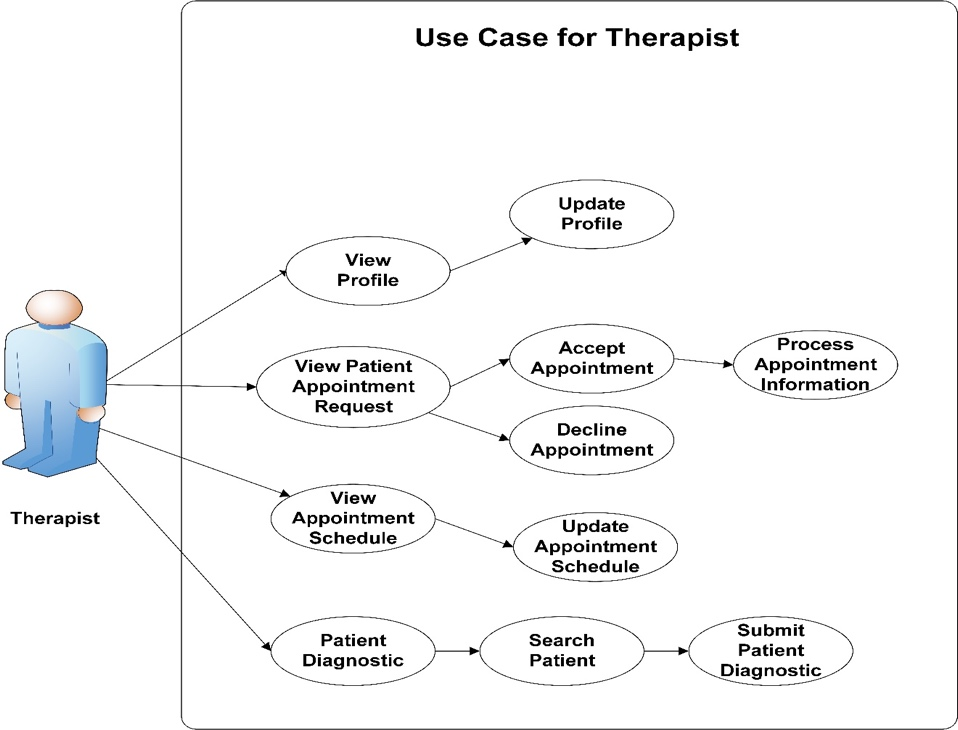 Use Case for Therapist
Update
Profile
View
Profile
View Patient
Appointment
Request
Accept
Appointment
Process
Appointment
Information
Decline
Appointment
Therapist
View
Appointment
Schedule
Update
Appointment
Schedule
Patient
Diagnostic
Search
Patient
Submit
Patient
Diagnostic